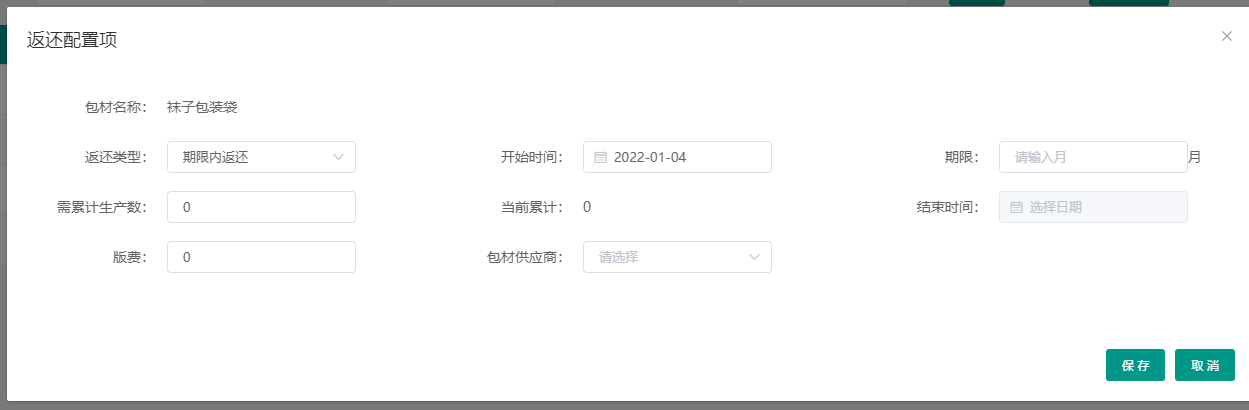 返还配置项
包材名称： 袜子包装袋
返还类型： 期限内返还 开始时间： 2022-01-04 期限： 请输入月 月
需累计生产数： 0 当前累计： 0 结束时间： 选择日期
版费： 0 包材供应商： 请选择
保存 取消